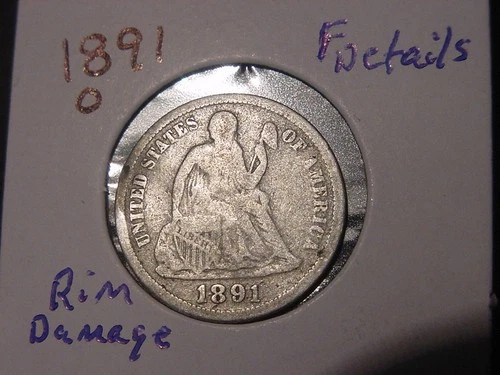 1891
O
F
Details
UNITED STATES OF AMERICA
1891
Rim
Damage